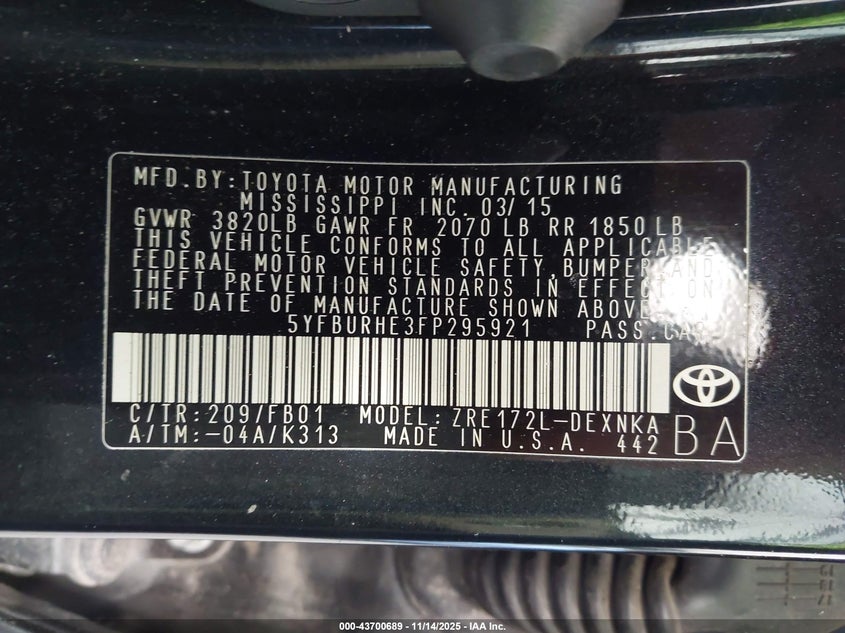 MFD.BY:TOYOTA MOTOR MANUFACTURING
MISSISSIPPI INC. 03/15
GVWR 3820LB GAWR FR 2070 LB RR 1850 LB
THIS VEHICLE CONFORMS TO ALL APPLICABLE
FEDERAL MOTOR VEHICLE SAFETY, BUMPER, AND
THEFT PREVENTION STANDARDS IN EFFECT
THE DATE OF MANUFACTURE SHOWN ABOVE.
5YFBURHE3FP295921 PASS.CAR
C/TR:209/FB01 MODEL:ZRE172L-DEXNKA
A/TM:-04A/K313 MADE IN U.S.A. 442
BA
000-43700689 - 11/14/2025 - IAA Inc.